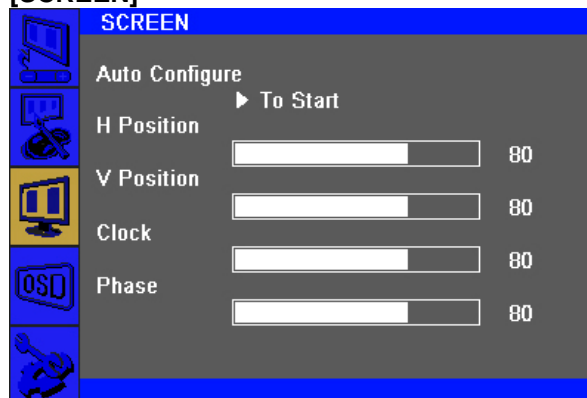 [SCREEN]
SCREEN
Auto Configure
To Start
H Position
80
V Position
80
Clock
80
Phase
80
OSD